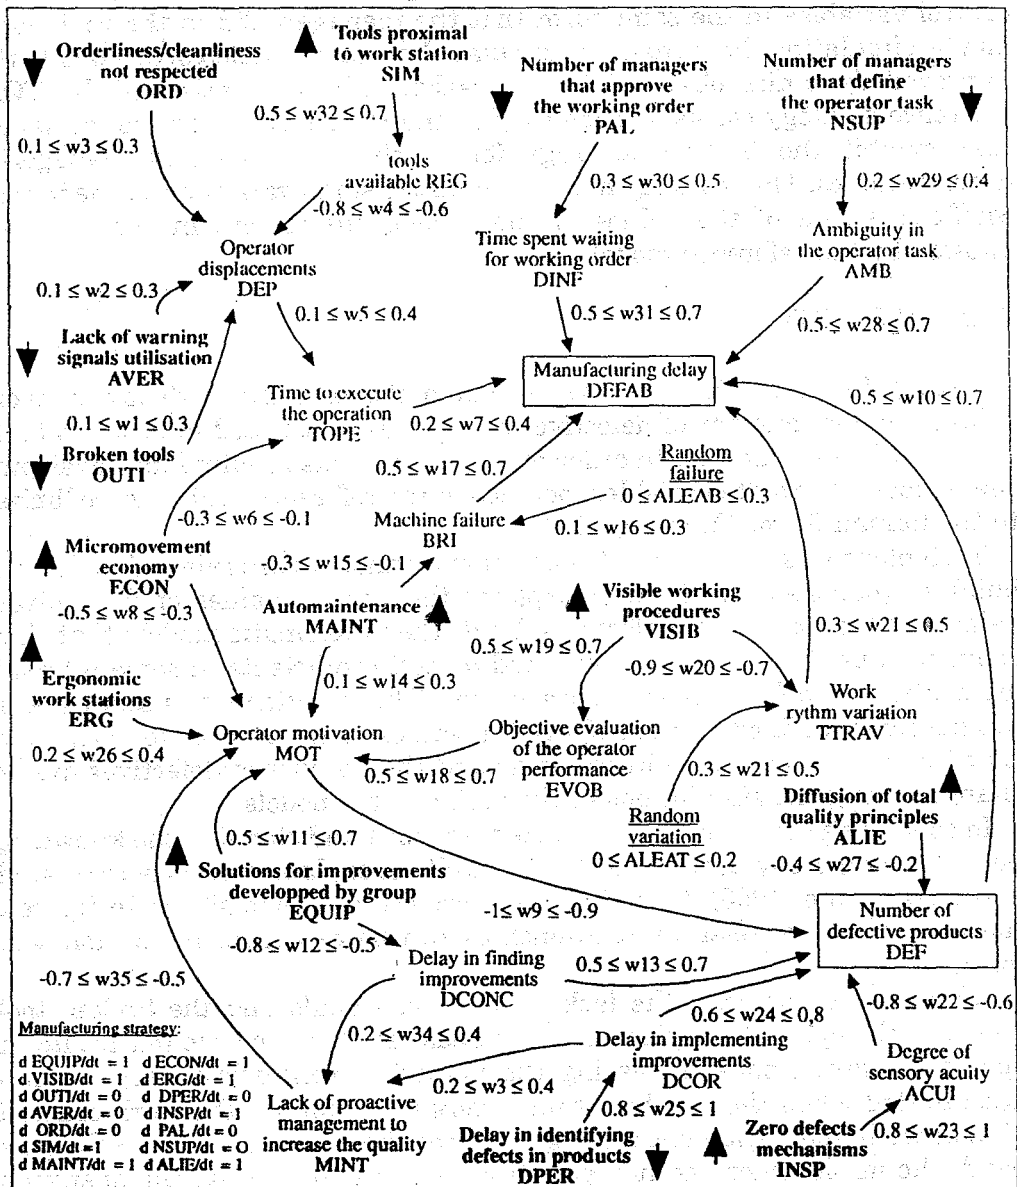 Orderliness/cleanliness
not respected
ORD
Tools proximal
to work station
SIM
Number of managers
that approve
the working order
PAL
Number of managers
that define
the operator task
NSUP
0.1 ≤ w3 ≤ 0.3
0.5 ≤ w32 ≤ 0.7
tools
available REG
-0.8 ≤ w4 ≤ -0.6
0.3 ≤ w30 ≤ 0.5
0.2 ≤ w29 ≤ 0.4
Operator
displacements
DEP
Time spent waiting
for working order
DINF
Ambiguity in
the operator task
AMB
0.1 ≤ w2 ≤ 0.3
0.1 ≤ w5 ≤ 0.4
0.5 ≤ w31 ≤ 0.7
0.5 ≤ w28 ≤ 0.7
Lack of warning
signals utilisation
AVER
Time to execute
the operation
TOPE
Manufacturing delay
DEFAB
0.5 ≤ w10 ≤ 0.7
0.1 ≤ w1 ≤ 0.3
0.2 ≤ w7 ≤ 0.4
Broken tools
OUTI
0.5 ≤ w17 ≤ 0.7
Random
failure
0 ≤ ALEAB ≤ 0.3
-0.3 ≤ w6 ≤ -0.1
Machine failure
BRI
0.1 ≤ w16 ≤ 0.3
Micromovement
economy
ECON
-0.3 ≤ w15 ≤ -0.1
-0.5 ≤ w8 ≤ -0.3
Automaintenance
MAINT
Visible working
procedures
VISIB
0.5 ≤ w19 ≤ 0.7
-0.9 ≤ w20 ≤ -0.7
0.3 ≤ w21 ≤ 0.5
Ergonomic
work stations
ERG
0.1 ≤ w14 ≤ 0.3
Work
rythm variation
TTRAV
0.2 ≤ w26 ≤ 0.4
Operator motivation
MOT
Objective evaluation
of the operator
performance
EVOB
0.5 ≤ w18 ≤ 0.7
0.3 ≤ w21 ≤ 0.5
Random
variation
0 ≤ ALEAT ≤ 0.2
Diffusion of total
quality principles
ALIE
0.5 ≤ w11 ≤ 0.7
-0.4 ≤ w27 ≤ -0.2
Solutions for improvements
developped by group
EQUIP
-1≤ w9 ≤ -0.9
Number of
defective products
DEF
-0.8 ≤ w12 ≤ -0.5
-0.7 ≤ w35 ≤ -0.5
Delay in finding
improvements
DCONC
0.5 ≤ w13 ≤ 0.7
-0.8 ≤ w22 ≤ -0.6
0.6 ≤ w24 ≤ 0,8
0.2 ≤ w34 ≤ 0.4
Delay in implementing
improvements
DCOR
Degree of
sensory acuity
ACUI
0.2 ≤ w3 ≤ 0.4
0.8 ≤ w25 ≤ 1
0.8 ≤ w23 ≤ 1
Lack of proactive
management to
increase the quality
MINT
Delay in identifying
defects in products
DPER
Zero defects
mechanisms
INSP
Manufacturing strategy:
d EQUIP/dt = 1 d ECON/dt = 1
d VISIB/dt = 1 d ERG/dt = 1
d OUTI/dt = 0 d DPER/dt = 0
d AVER/dt = 0 d INSP/dt = 1
d ORD/dt = 0 d PAL/dt = 0
d SIM/dt=1 d NSUP/dt = O
d MAINT/dt = 1 d ALIE/dt = 1